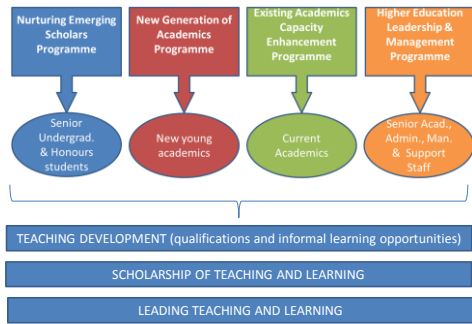 Nurturing Emerging
Scholars
Programme
New Generation of
Academics
Programme
Existing Academics
Capacity
Enhancement
Programme
Higher Education
Leadership &
Management
Programme
Senior
Undergrad.
& Honours
students
New young
academics
Current
Academics
Senior Acad.,
Admin., Man.
& Support
Staff
TEACHING DEVELOPMENT (qualifications and informal learning opportunities)
SCHOLARSHIP OF TEACHING AND LEARNING
LEADING TEACHING AND LEARNING